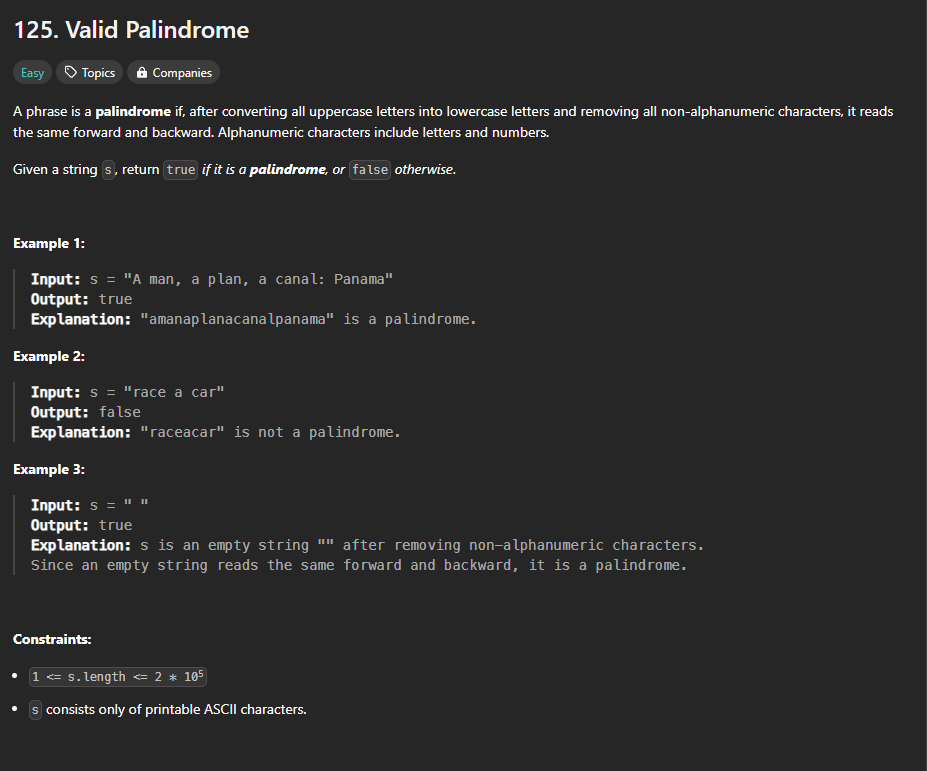 125. Valid Palindrome
Easy Topics Companies
A phrase is a palindrome if, after converting all uppercase letters into lowercase letters and removing all non-alphanumeric characters, it reads
the same forward and backward. Alphanumeric characters include letters and numbers.
Given a string s, return true if it is a palindrome, or false otherwise.
Example 1:
Input: s = "A man, a plan, a canal: Panama"
Output: true
Explanation: "amanaplanacanalpanama" is a palindrome.
Example 2:
Input: s = "race a car"
Output: false
Explanation: "raceacar" is not a palindrome.
Example 3:
Input: s = " "
Output: true
Explanation: s is an empty string "" after removing non-alphanumeric characters.
Since an empty string reads the same forward and backward, it is a palindrome.
Constraints:
• 1 <= s.length <= 2 * 10⁵
• s consists only of printable ASCII characters.